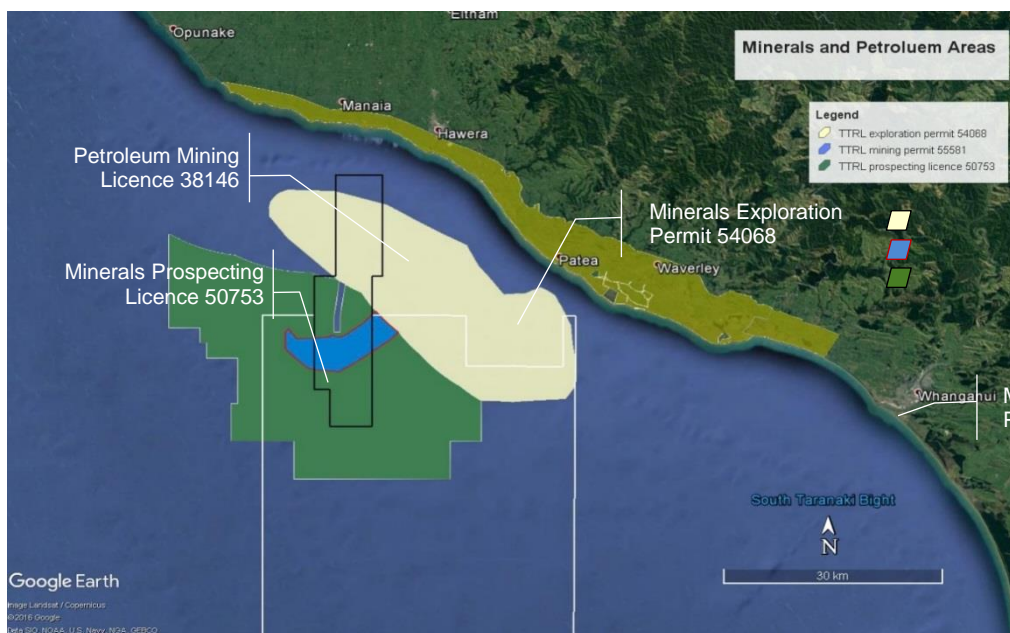 Eltham
Opunake
Minerals and Petroluem Areas
Manaia
Legend
TTRL exploration permit 54068
TTRL mining permit 55581
TTRL prospecting licence 50753
Hawera
Petroleum Mining
Licence 38146
Minerals Exploration
Permit 54068
Patea
Waverley
Minerals Prospecting
Licence 50753
Whanganui
M
P
South Taranaki Bight
N
30 km
Google Earth
Image Landsat / Copernicus
©2016 Google
Data SIO, NOAA, U.S. Navy, NGA, GEBCO